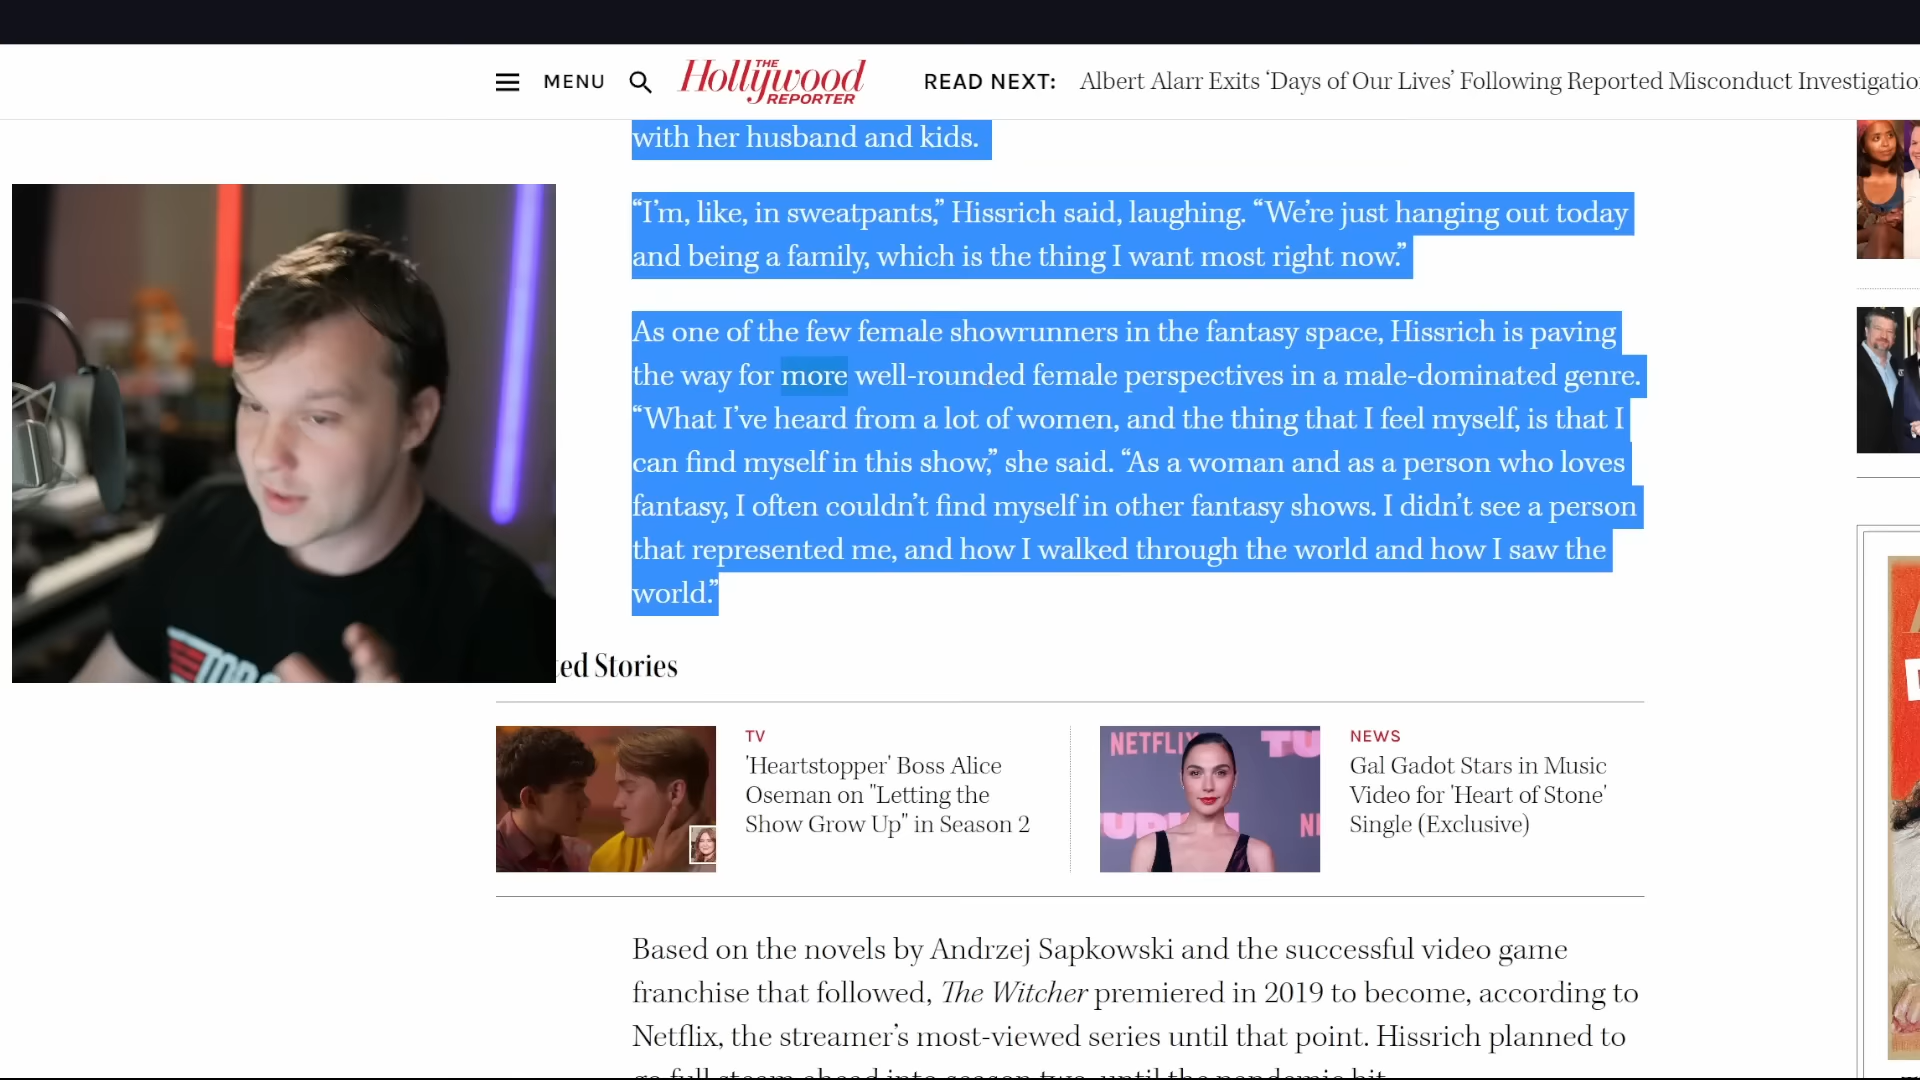 MENU
THE
Hollywood
REPORTER
READ NEXT: Albert Alarr Exits ‘Days of Our Lives’ Following Reported Misconduct
with her husband and kids.
“I’m, like, in sweatpants,” Hissrich said, laughing. “We’re just hanging out today
and being a family, which is the thing I want most right now.”
As one of the few female showrunners in the fantasy space, Hissrich is paving
the way for more well-rounded female perspectives in a male-dominated genre.
“What I’ve heard from a lot of women, and the thing that I feel myself, is that I
can find myself in this show,” she said. “As a woman and as a person who loves
fantasy, I often couldn’t find myself in other fantasy shows. I didn’t see a person
that represented me, and how I walked through the world and how I saw the
world.”
Stories
TV
'Heartstopper' Boss Alice
Oseman on "Letting the
Show Grow Up" in Season 2
NETFLIX
NEWS
Gal Gadot Stars in Music
Video for 'Heart of Stone'
Single (Exclusive)
Based on the novels by Andrzej Sapkowski and the successful video game
franchise that followed, The Witcher premiered in 2019 to become, according to
Netflix, the streamer’s most-viewed series until that point. Hissrich planned to